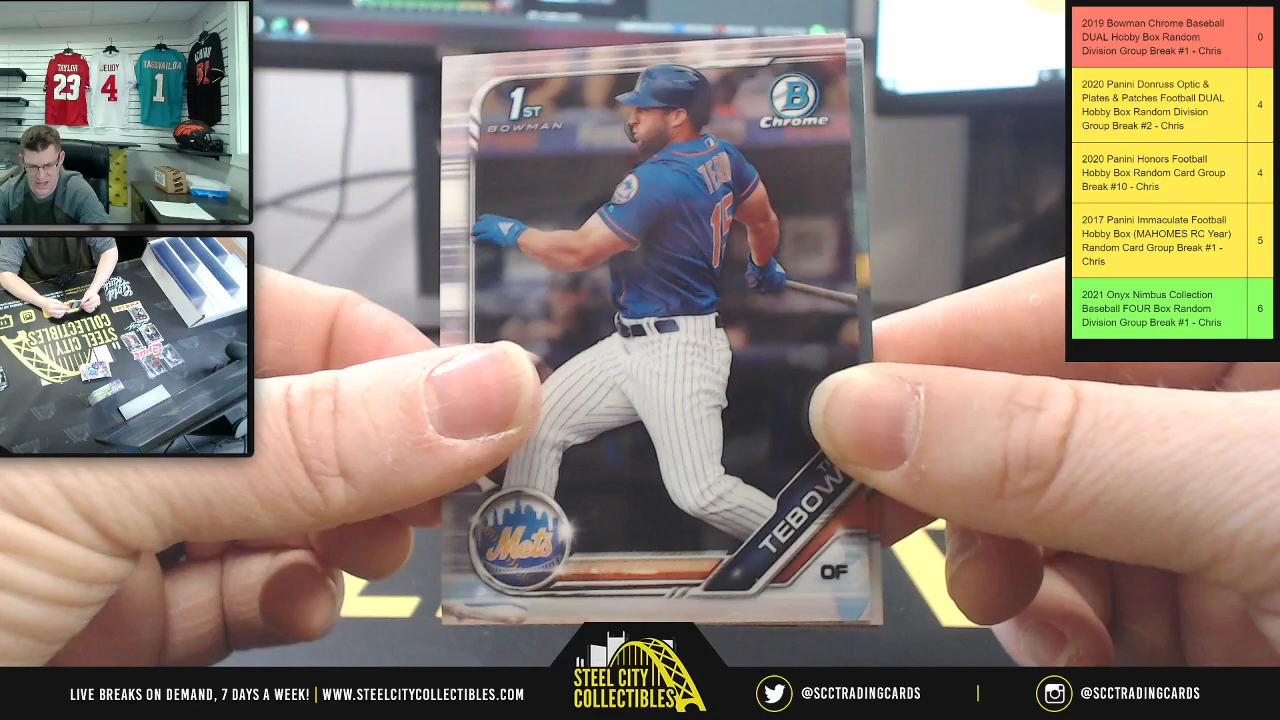 TAYLOR
23
JEUDY
4
TAGOVAILOA
1
STEEL CITY
COLLECTIBLES
1ST
BOWMAN
B
Chrome
TEBOW
15
Mets
TEBOW
OF
2019 Bowman Chrome Baseball
DUAL Hobby Box Random
Division Group Break #1 - Chris
0
2020 Panini Donruss Optic &
Plates & Patches Football DUAL
Hobby Box Random Division
Group Break #2 - Chris
4
2020 Panini Honors Football
Hobby Box Random Card Group
Break #10 - Chris
4
2017 Panini Immaculate Football
Hobby Box (MAHOMES RC Year)
Random Card Group Break #1 -
Chris
5
2021 Onyx Nimbus Collection
Baseball FOUR Box Random
Division Group Break #1 - Chris
6
LIVE BREAKS ON DEMAND, 7 DAYS A WEEK! | WWW.STEELCITYCOLLECTIBLES.COM
STEEL CITY
COLLECTIBLES
@SCCTRADINGCARDS
|
@SCCTRADINGCARDS